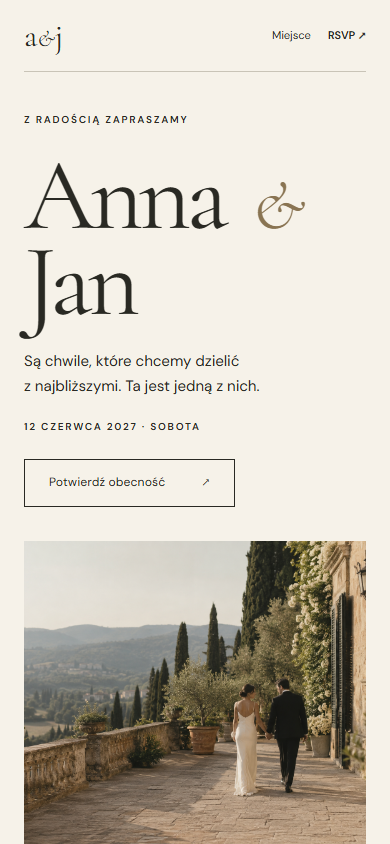 a&j
Miejsce RSVP ↗
Z RADOŚCIĄ ZAPRASZAMY
Anna &
Jan
Są chwile, które chcemy dzielić
z najbliższymi. Ta jest jedną z nich.
12 CZERWCA 2027 · SOBOTA
Potwierdź obecność ↗